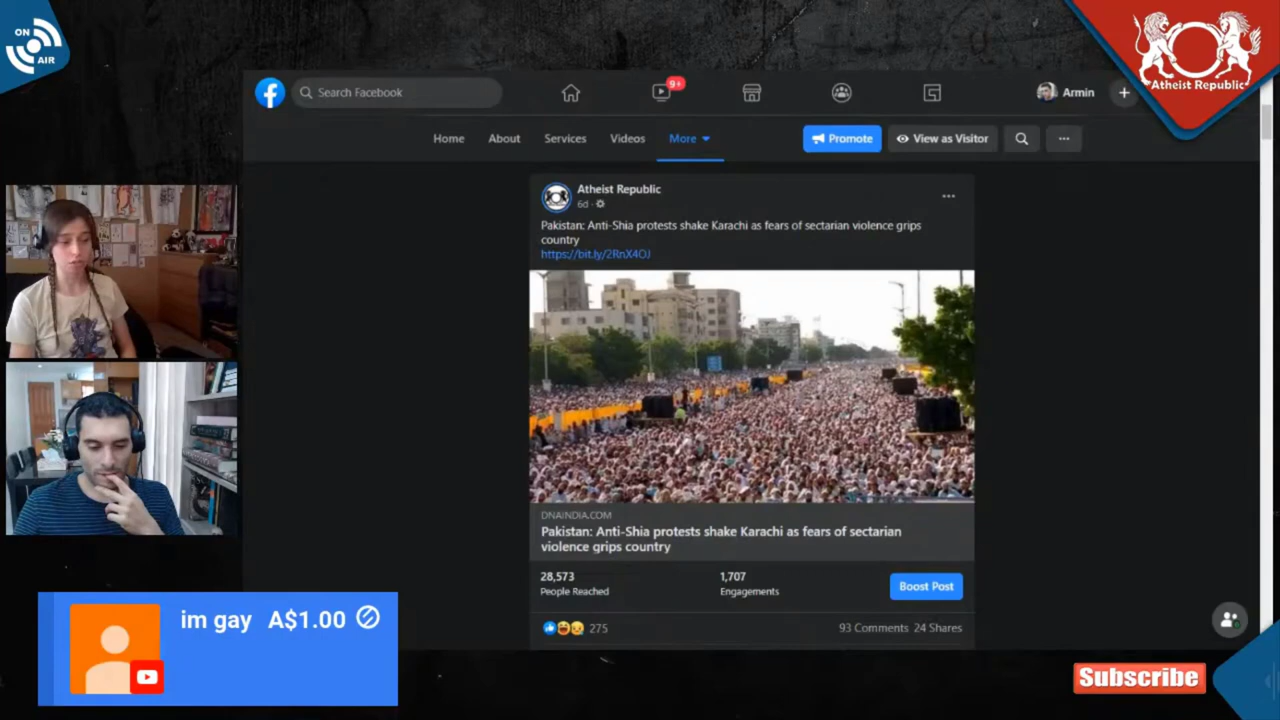 ON
AIR
Atheist Republic
Search Facebook
9+
Armin
Home About Services Videos More
Promote View as Visitor
Atheist Republic
6d
Pakistan: Anti-Shia protests shake Karachi as fears of sectarian violence grips
country
https://bit.ly/2RnX4OJ
DNAINDIA.COM
Pakistan: Anti-Shia protests shake Karachi as fears of sectarian
violence grips country
28,573 1,707
People Reached Engagements
Boost Post
275 93 Comments 24 Shares
im gay A$1.00
Subscribe